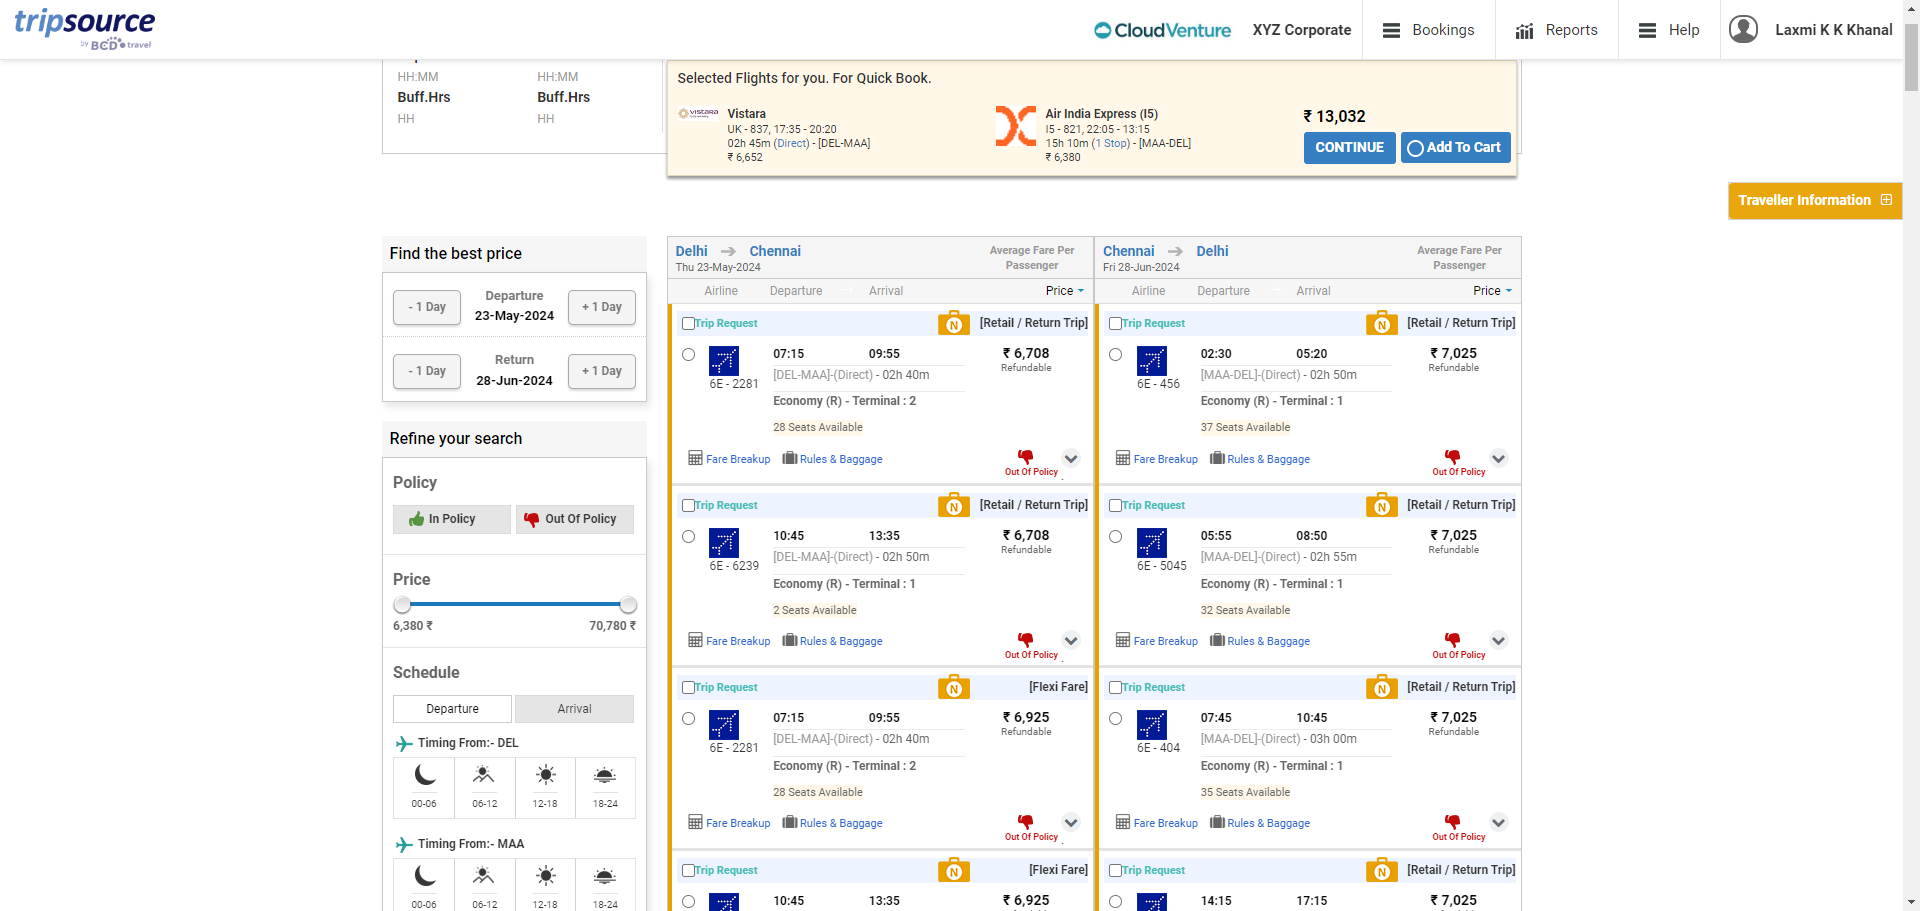 tripsource
by BCD travel
CloudVenture
XYZ Corporate
Bookings
Reports
Help
Laxmi K K Khanal
HH:MM
HH:MM
Buff.Hrs
Buff.Hrs
HH
HH
Selected Flights for you. For Quick Book.
VISTARA
Vistara
UK - 837, 17:35 - 20:20
02h 45m (Direct) - [DEL-MAA]
₹ 6,652
Air India Express (I5)
I5 - 821, 22:05 - 13:15
15h 10m (1 Stop) - [MAA-DEL]
₹ 6,380
₹ 13,032
CONTINUE
Add To Cart
Traveller Information
Find the best price
- 1 Day
Departure
23-May-2024
+ 1 Day
- 1 Day
Return
28-Jun-2024
+ 1 Day
Refine your search
Policy
In Policy
Out Of Policy
Price
6,380 ₹
70,780 ₹
Schedule
Departure
Arrival
Timing From:- DEL
00-06
06-12
12-18
18-24
Timing From:- MAA
00-06
06-12
12-18
18-24
Delhi
Chennai
Thu 23-May-2024
Average Fare Per
Passenger
Airline
Departure
Arrival
Price
Trip Request
N
[Retail / Return Trip]
07:15
09:55
₹ 6,708
Refundable
[DEL-MAA]-(Direct) - 02h 40m
6E - 2281
Economy (R) - Terminal : 2
28 Seats Available
Fare Breakup
Rules & Baggage
Out Of Policy
Trip Request
N
[Retail / Return Trip]
10:45
13:35
₹ 6,708
Refundable
[DEL-MAA]-(Direct) - 02h 50m
6E - 6239
Economy (R) - Terminal : 1
2 Seats Available
Fare Breakup
Rules & Baggage
Out Of Policy
Trip Request
N
[Flexi Fare]
07:15
09:55
₹ 6,925
Refundable
[DEL-MAA]-(Direct) - 02h 40m
6E - 2281
Economy (R) - Terminal : 2
28 Seats Available
Fare Breakup
Rules & Baggage
Out Of Policy
Trip Request
N
[Flexi Fare]
10:45
13:35
₹ 6,925
Chennai
Delhi
Fri 28-Jun-2024
Average Fare Per
Passenger
Airline
Departure
Arrival
Price
Trip Request
N
[Retail / Return Trip]
02:30
05:20
₹ 7,025
Refundable
[MAA-DEL]-(Direct) - 02h 50m
6E - 456
Economy (R) - Terminal : 1
37 Seats Available
Fare Breakup
Rules & Baggage
Out Of Policy
Trip Request
N
[Retail / Return Trip]
05:55
08:50
₹ 7,025
Refundable
[MAA-DEL]-(Direct) - 02h 55m
6E - 5045
Economy (R) - Terminal : 1
32 Seats Available
Fare Breakup
Rules & Baggage
Out Of Policy
Trip Request
N
[Retail / Return Trip]
07:45
10:45
₹ 7,025
Refundable
[MAA-DEL]-(Direct) - 03h 00m
6E - 404
Economy (R) - Terminal : 1
35 Seats Available
Fare Breakup
Rules & Baggage
Out Of Policy
Trip Request
N
[Retail / Return Trip]
14:15
17:15
₹ 7,025